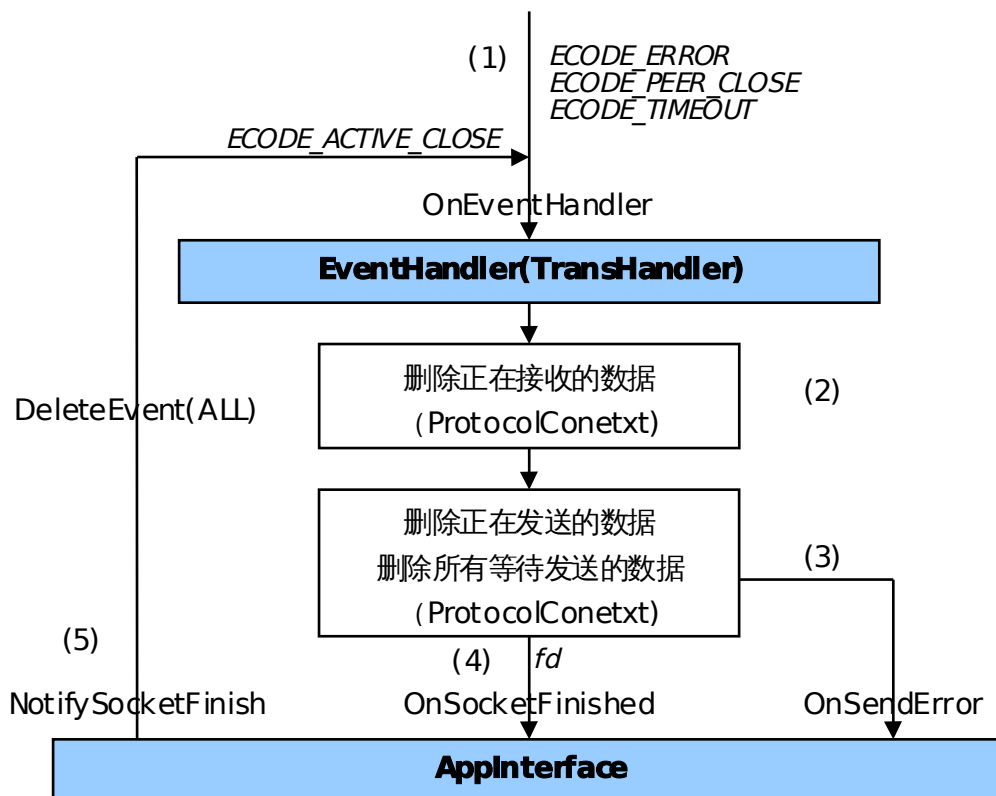 (1)
ECODE_ERROR
ECODE_PEER_CLOSE
ECODE_TIMEOUT
ECODE_ACTIVE_CLOSE
OnEventHandler
EventHandler(TransHandler)
删除正在接收的数据
（ProtocolConetxt)
(2)
DeleteEvent(ALL)
删除正在发送的数据
删除所有等待发送的数据
（ProtocolConetxt)
(3)
(5)
(4)
fd
NotifySocketFinish
OnSocketFinished
OnSendError
AppInterface